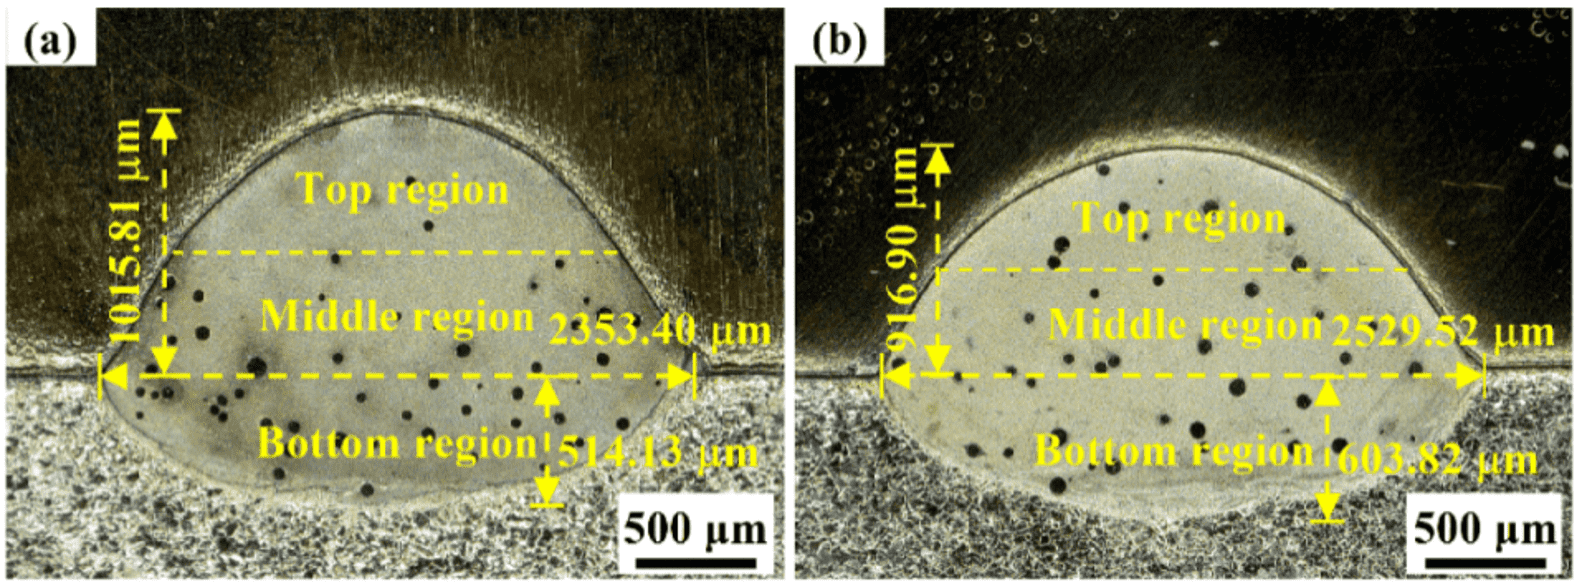 (a)
1015.81 μm
Top region
Middle region
2353.40 μm
Bottom region
514.13 μm
500 μm
(b)
916.90 μm
Top region
Middle region
2529.52 μm
Bottom region
603.82 μm
500 μm